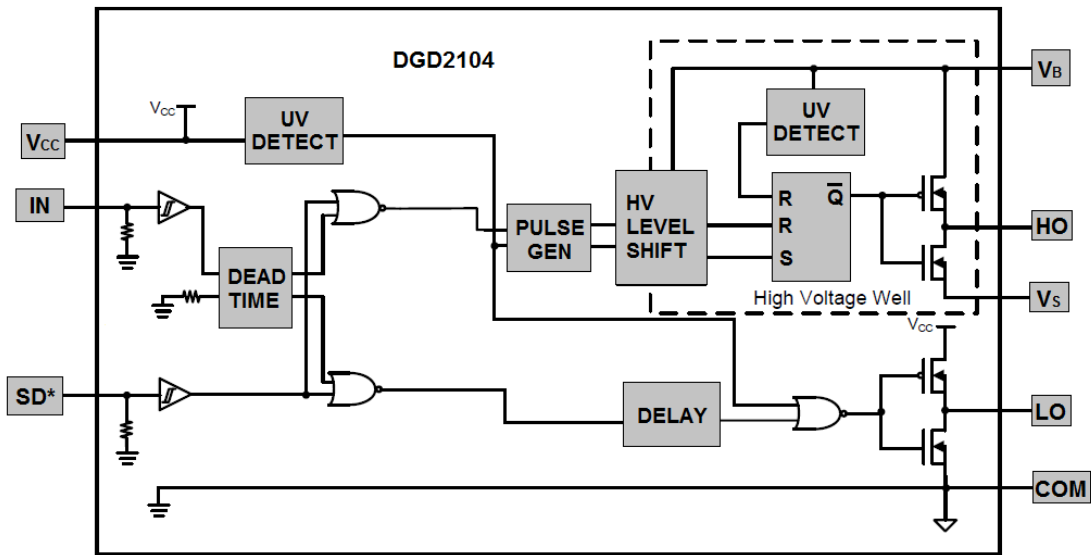 DGD2104
VB
VCC
UV
DETECT
UV
DETECT
VCC
IN
HV
LEVEL
SHIFT
R
Q
R
S
PULSE
GEN
HO
DEAD
TIME
High Voltage Well
VS
VCC
SD*
DELAY
LO
COM